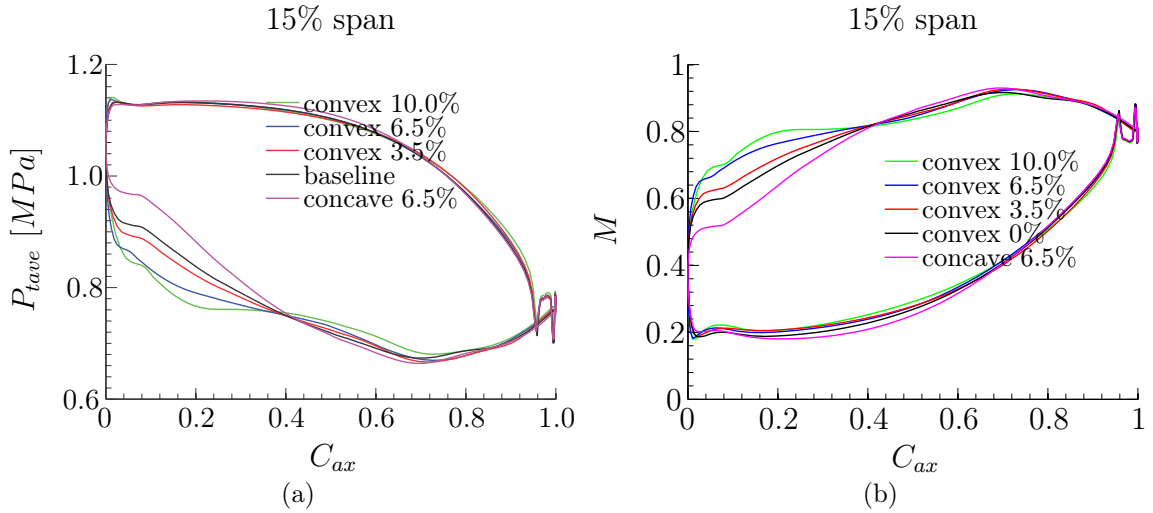 15% span
1.2
1.0
0.8
0.6
P_tave [MPa]
convex 10.0%
convex 6.5%
convex 3.5%
baseline
concave 6.5%
0 0.2 0.4 0.6 0.8 1.0
C_ax
(a)
15% span
1
0.8
0.6
0.4
0.2
0
M
convex 10.0%
convex 6.5%
convex 3.5%
convex 0%
concave 6.5%
0 0.2 0.4 0.6 0.8 1
C_ax
(b)